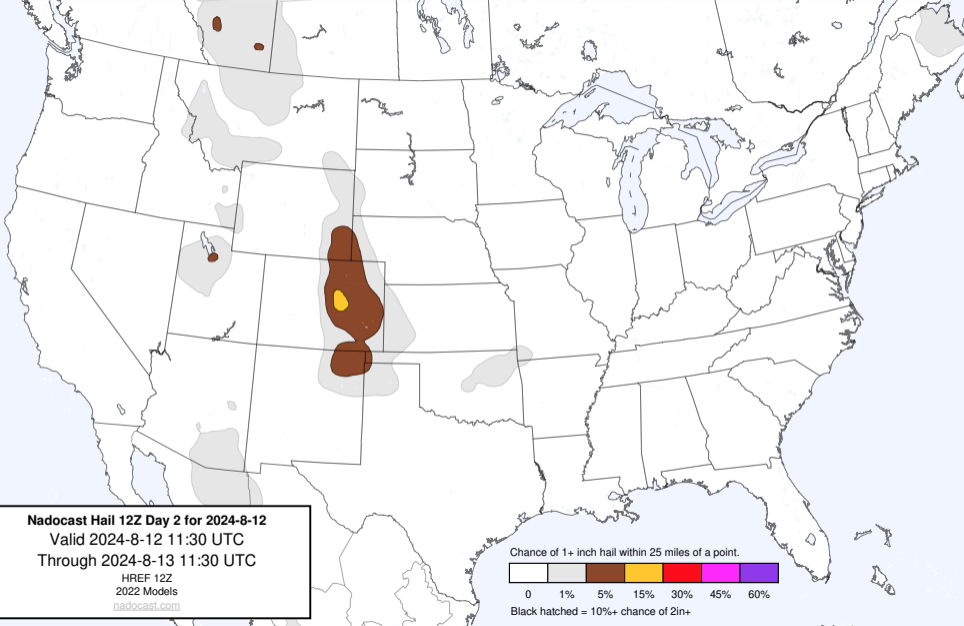 Nadocast Hail 12Z Day 2 for 2024-8-12
Valid 2024-8-12 11:30 UTC
Through 2024-8-13 11:30 UTC
HREF 12Z
2022 Models
nadocast.com
Chance of 1+ inch hail within 25 miles of a point.
0 1% 5% 15% 30% 45% 60%
Black hatched = 10%+ chance of 2in+